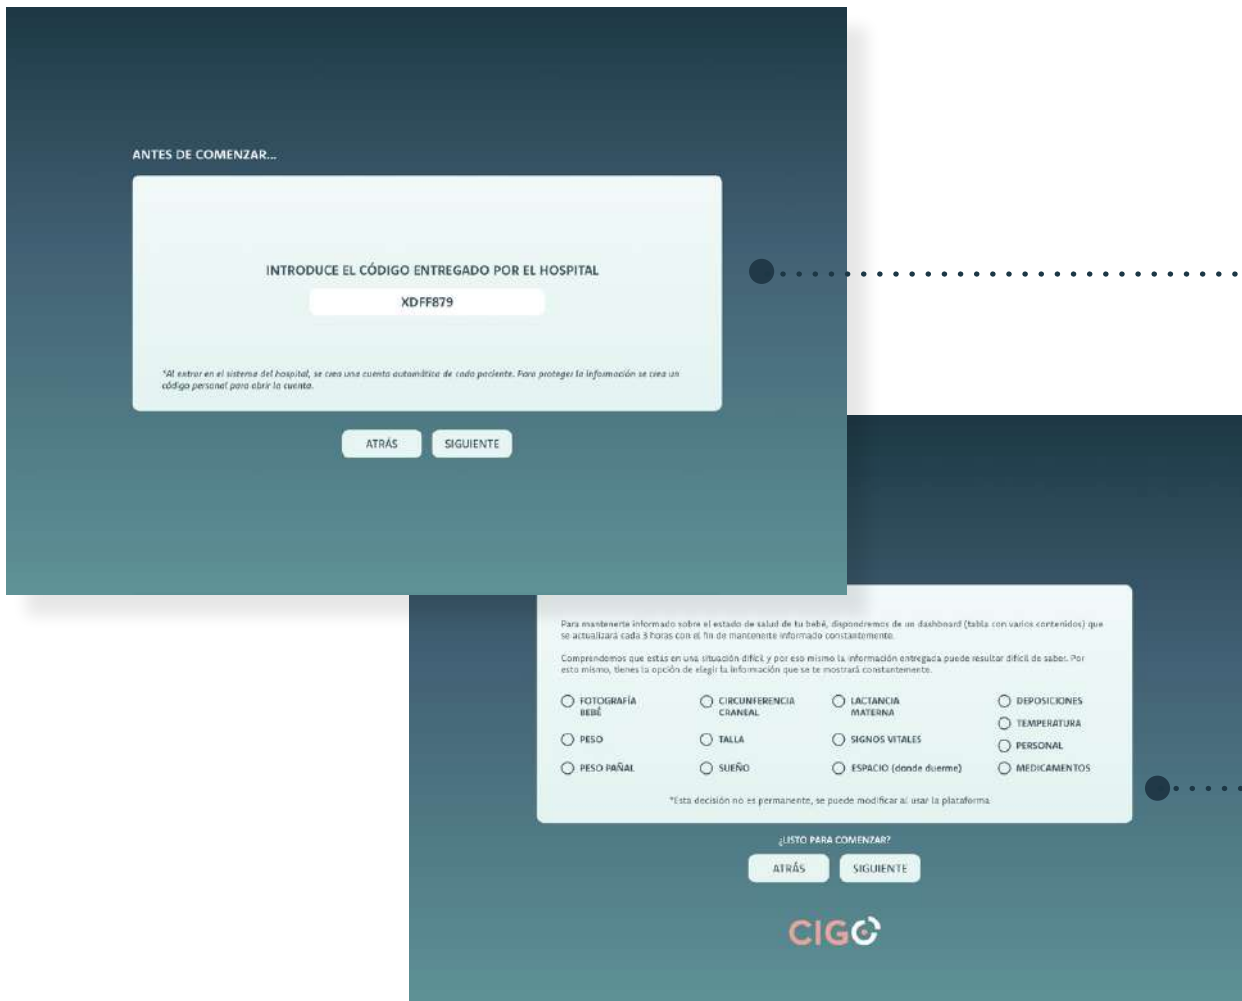 ANTES DE COMENZAR...
INTRODUCE EL CÓDIGO ENTREGADO POR EL HOSPITAL
XDFF879
*Al entrar en el sistema del hospital, se crea una cuenta automática de cada paciente. Para proteger la información se crea un
código personal para abrir la cuenta.
ATRÁS SIGUIENTE
Para mantenerte informado sobre el estado de salud de tu bebé, dispondremos de un dashboard (tabla con varios contenidos) que
se actualizará cada 3 horas con el fin de mantenerte informado constantemente.
Comprendemos que estás en una situación difícil y por eso mismo la información entregada puede resultar difícil de saber. Por
esto mismo, tienes la opción de elegir la información que se te mostrará constantemente.
FOTOGRAFÍA
BEBÉ
PESO
PESO PAÑAL
CIRCUNFERENCIA
CRANEAL
TALLA
SUEÑO
LACTANCIA
MATERNA
SIGNOS VITALES
ESPACIO (donde duerme)
DEPOSICIONES
TEMPERATURA
PERSONAL
MEDICAMENTOS
*Esta decisión no es permanente, se puede modificar al usar la plataforma.
¿LISTO PARA COMENZAR?
ATRÁS SIGUIENTE
CIGO